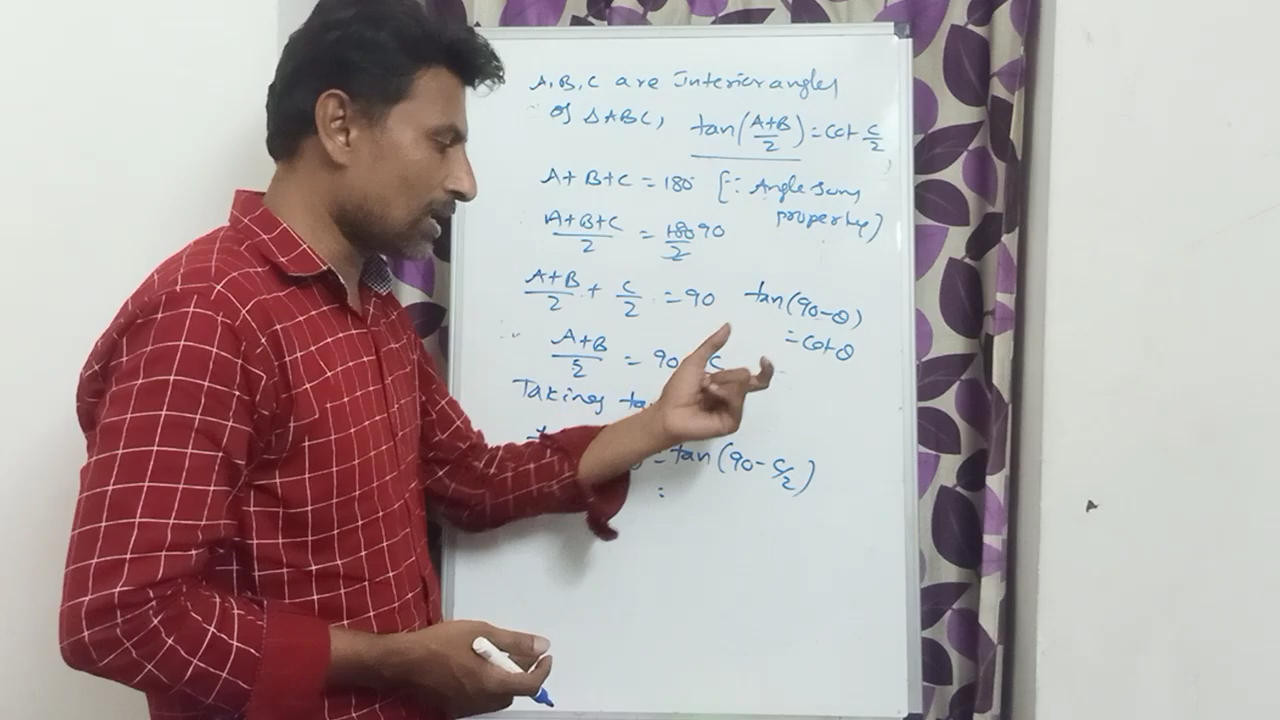 A,B,C are Interior angles
of ΔABC, tan(A+B/2) = cot C/2
A+B+C = 180° [∵ Angle sum
property]
A+B+C/2 = 180/2 90
A+B/2 + C/2 = 90 tan(90-θ)
= cot θ
A+B/2 = 90 C
Taking
= tan(90 - C/2)
=